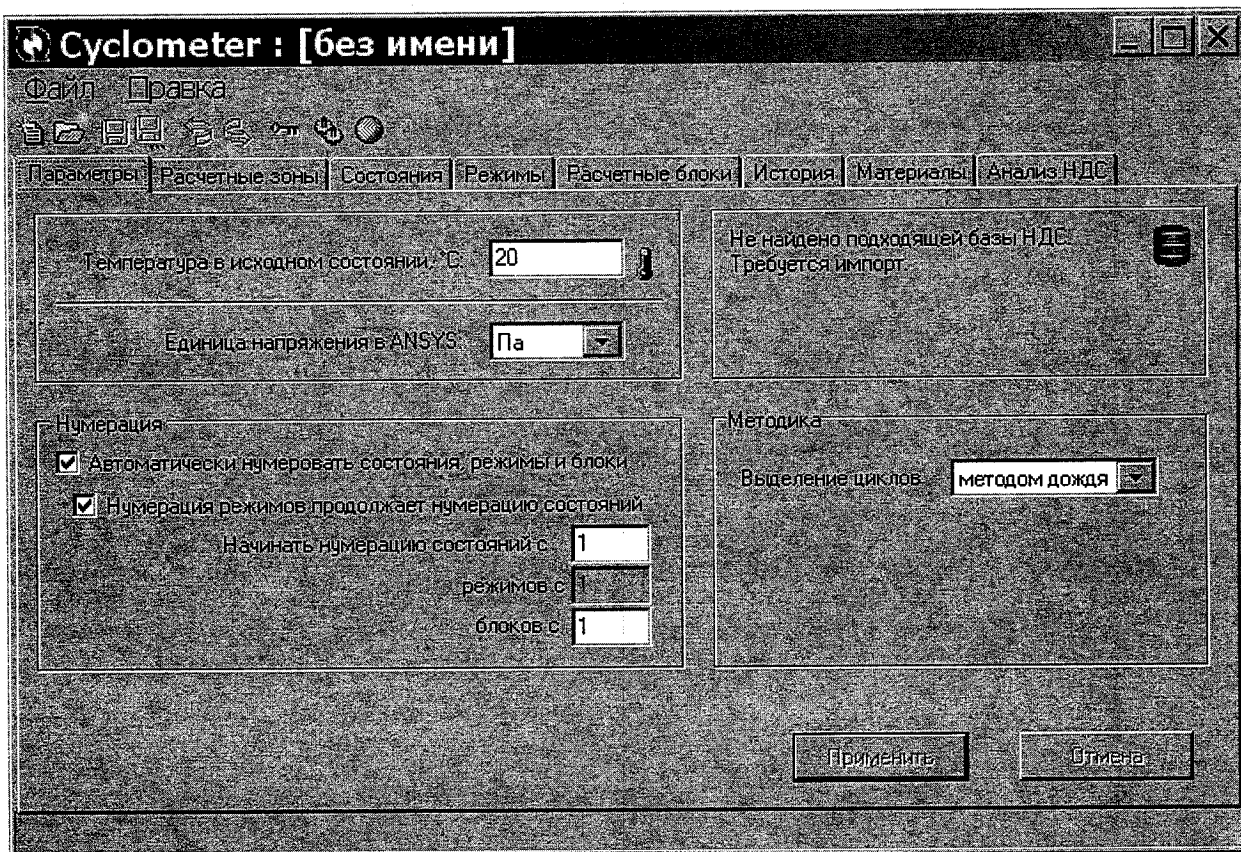 Cyclometer : [без имени]
Файл Правка
Параметры Расчетные зоны Состояния Режимы Расчетные блоки История Материалы Анализ НДС
Температура в исходном состоянии, °C: 20
Единица напряжения в ANSYS: Па
Не найдено подходящей базы НДС.
Требуется импорт.
Нумерация
Автоматически нумеровать состояния, режимы и блоки
Нумерация режимов продолжает нумерацию состояний
Начинать нумерацию состояний с 1
режимов с 1
блоков с 1
Методика
Выделение циклов методом дождя
Применить Отмена